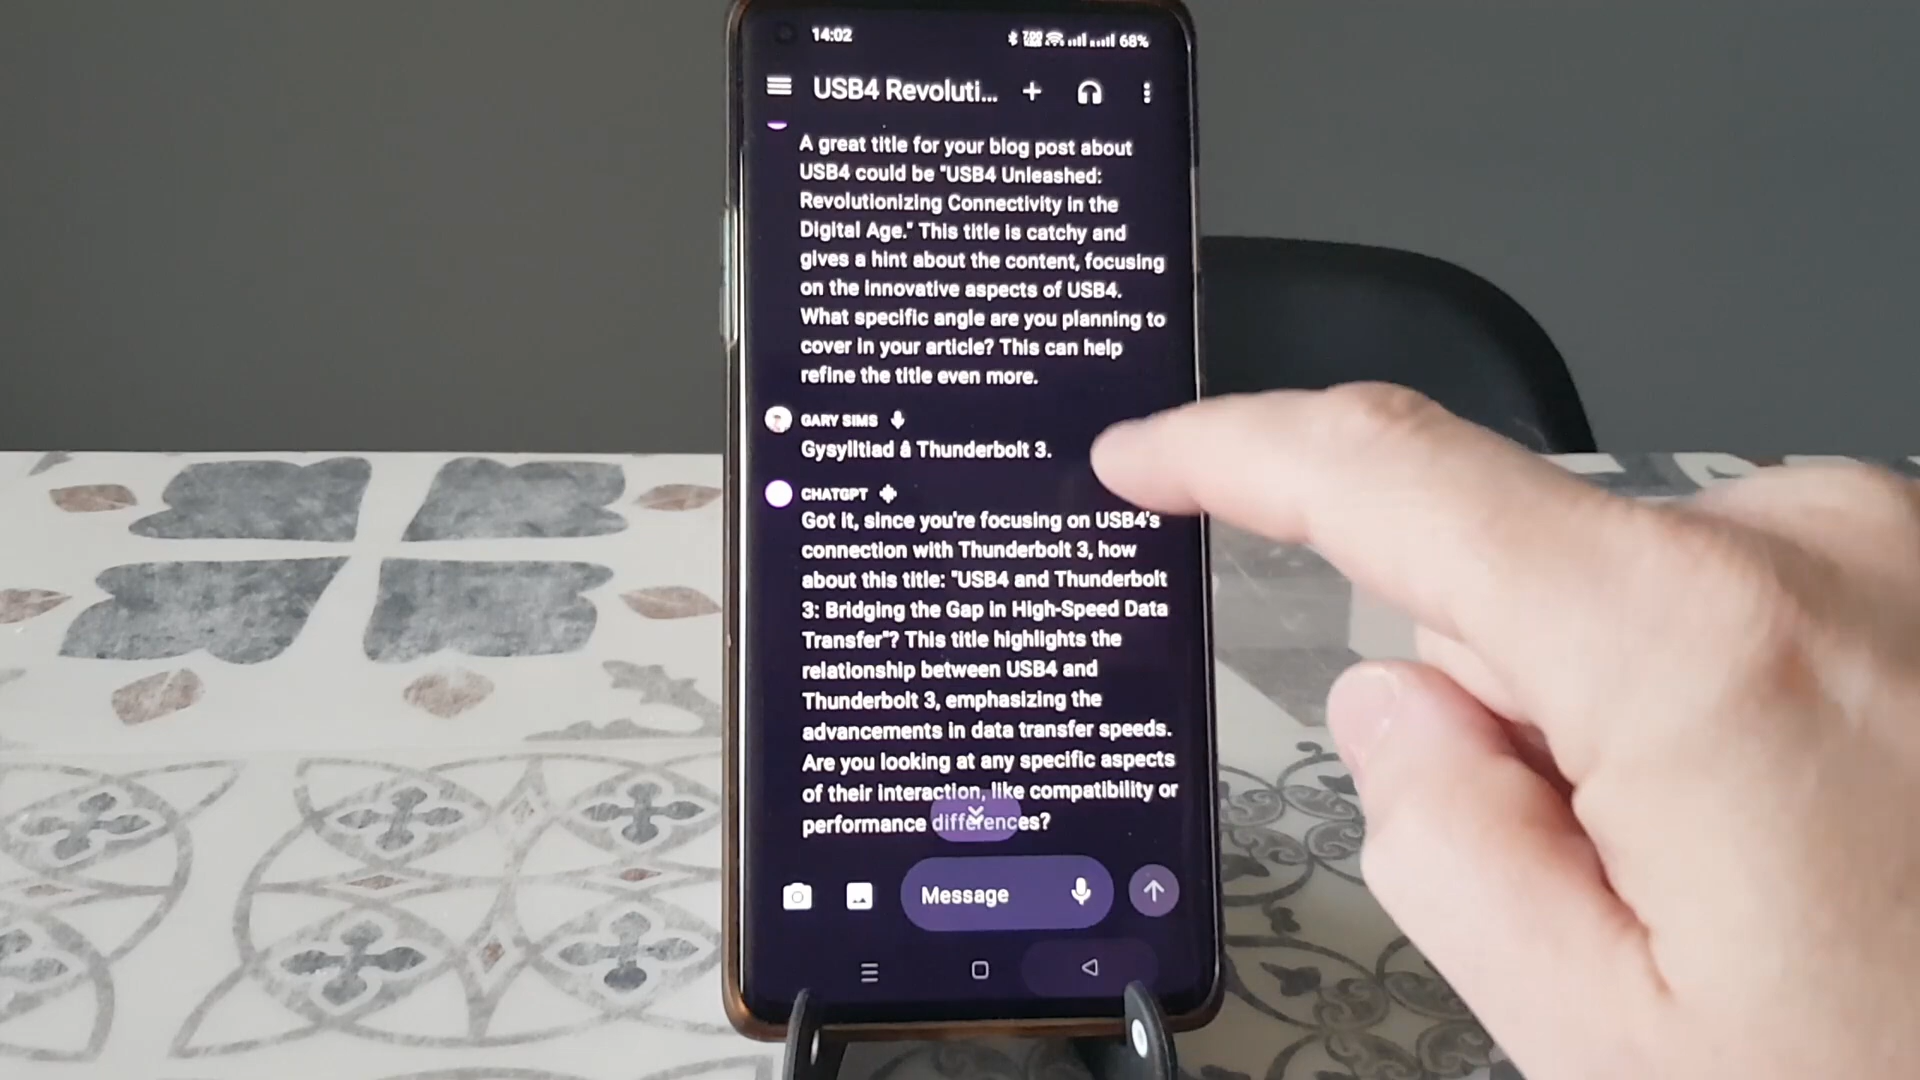 14:02
68%
USB4 Revoluti...
A great title for your blog post about
USB4 could be "USB4 Unleashed:
Revolutionizing Connectivity in the
Digital Age." This title is catchy and
gives a hint about the content, focusing
on the innovative aspects of USB4.
What specific angle are you planning to
cover in your article? This can help
refine the title even more.
GARY SIMS
Gysylltiad â Thunderbolt 3.
CHATGPT
Got it, since you're focusing on USB4's
connection with Thunderbolt 3, how
about this title: "USB4 and Thunderbolt
3: Bridging the Gap in High-Speed Data
Transfer"? This title highlights the
relationship between USB4 and
Thunderbolt 3, emphasizing the
advancements in data transfer speeds.
Are you looking at any specific aspects
of their interaction, like compatibility or
performance differences?
Message